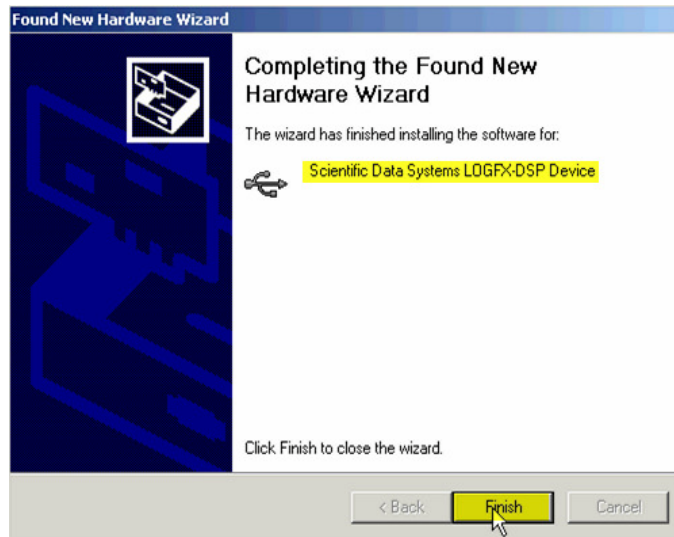 Found New Hardware Wizard
Completing the Found New
Hardware Wizard
The wizard has finished installing the software for:
Scientific Data Systems LOGFX-DSP Device
Click Finish to close the wizard.
< Back
Finish
Cancel